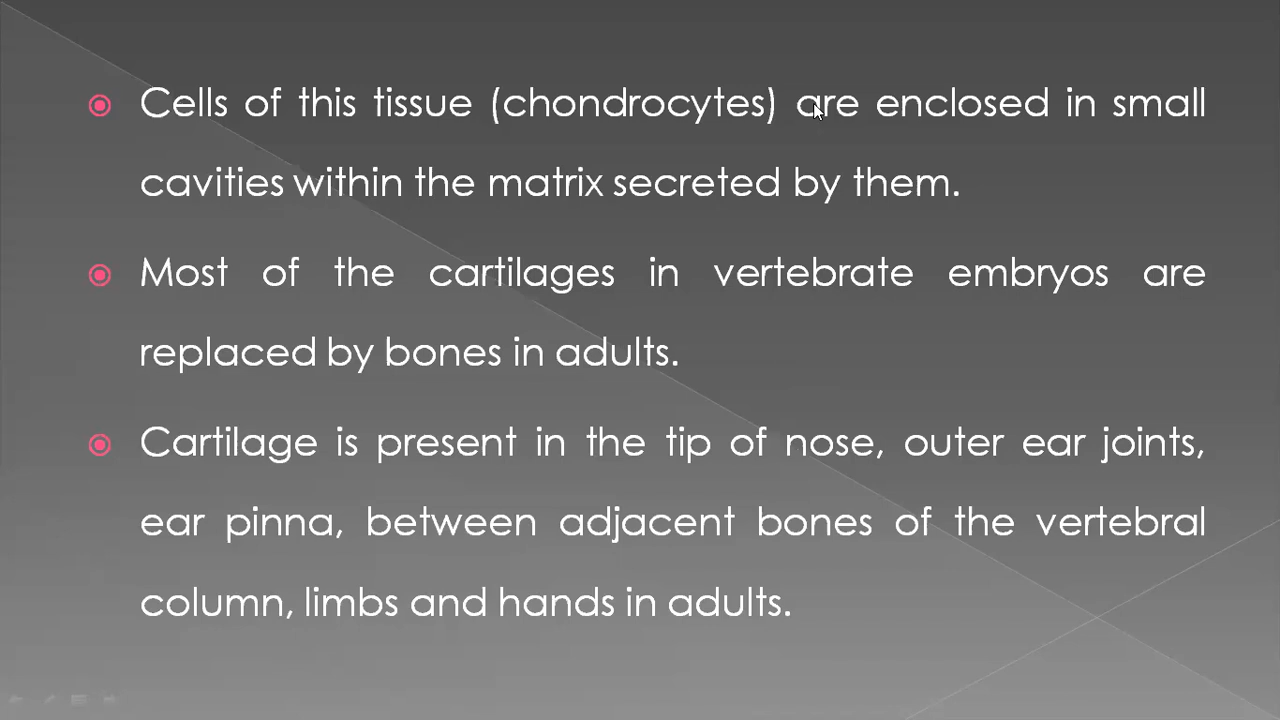 Cells of this tissue (chondrocytes) are enclosed in small
cavities within the matrix secreted by them.
Most of the cartilages in vertebrate embryos are
replaced by bones in adults.
Cartilage is present in the tip of nose, outer ear joints,
ear pinna, between adjacent bones of the vertebral
column, limbs and hands in adults.